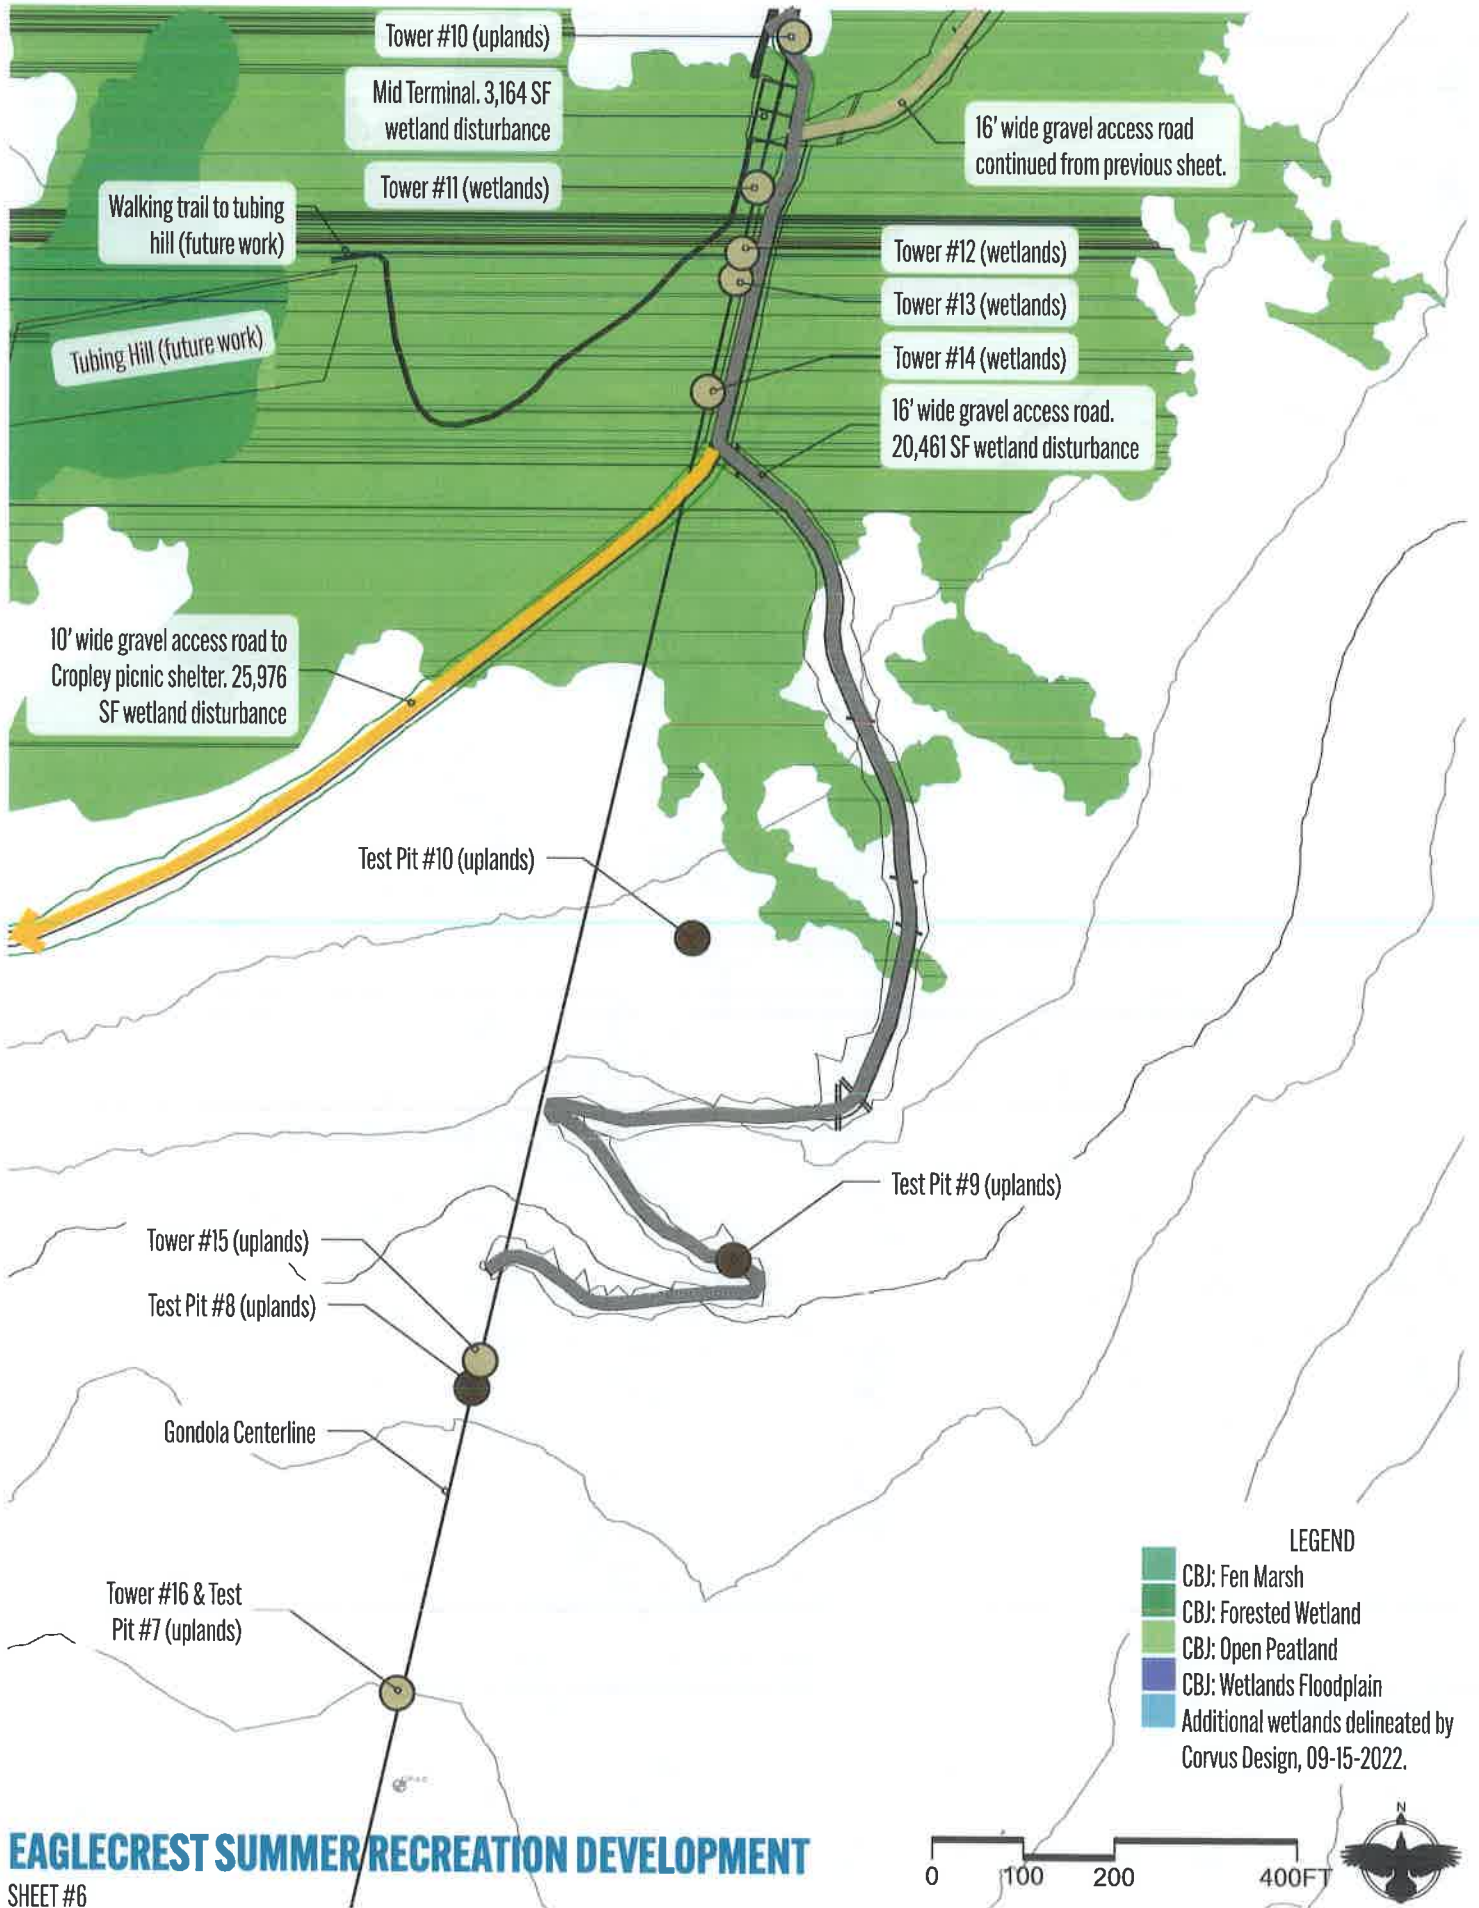 Tower #10 (uplands)
Mid Terminal. 3,164 SF
wetland disturbance
16' wide gravel access road
continued from previous sheet.
Tower #11 (wetlands)
Walking trail to tubing
hill (future work)
Tower #12 (wetlands)
Tower #13 (wetlands)
Tubing Hill (future work)
Tower #14 (wetlands)
16' wide gravel access road.
20,461 SF wetland disturbance
10' wide gravel access road to
Cropley picnic shelter. 25,976
SF wetland disturbance
Test Pit #10 (uplands)
Test Pit #9 (uplands)
Tower #15 (uplands)
Test Pit #8 (uplands)
Gondola Centerline
Tower #16 & Test
Pit #7 (uplands)
LEGEND
CBJ: Fen Marsh
CBJ: Forested Wetland
CBJ: Open Peatland
CBJ: Wetlands Floodplain
Additional wetlands delineated by
Corvus Design, 09-15-2022.
EAGLECREST SUMMER RECREATION DEVELOPMENT
SHEET #6
0 100 200 400FT
N